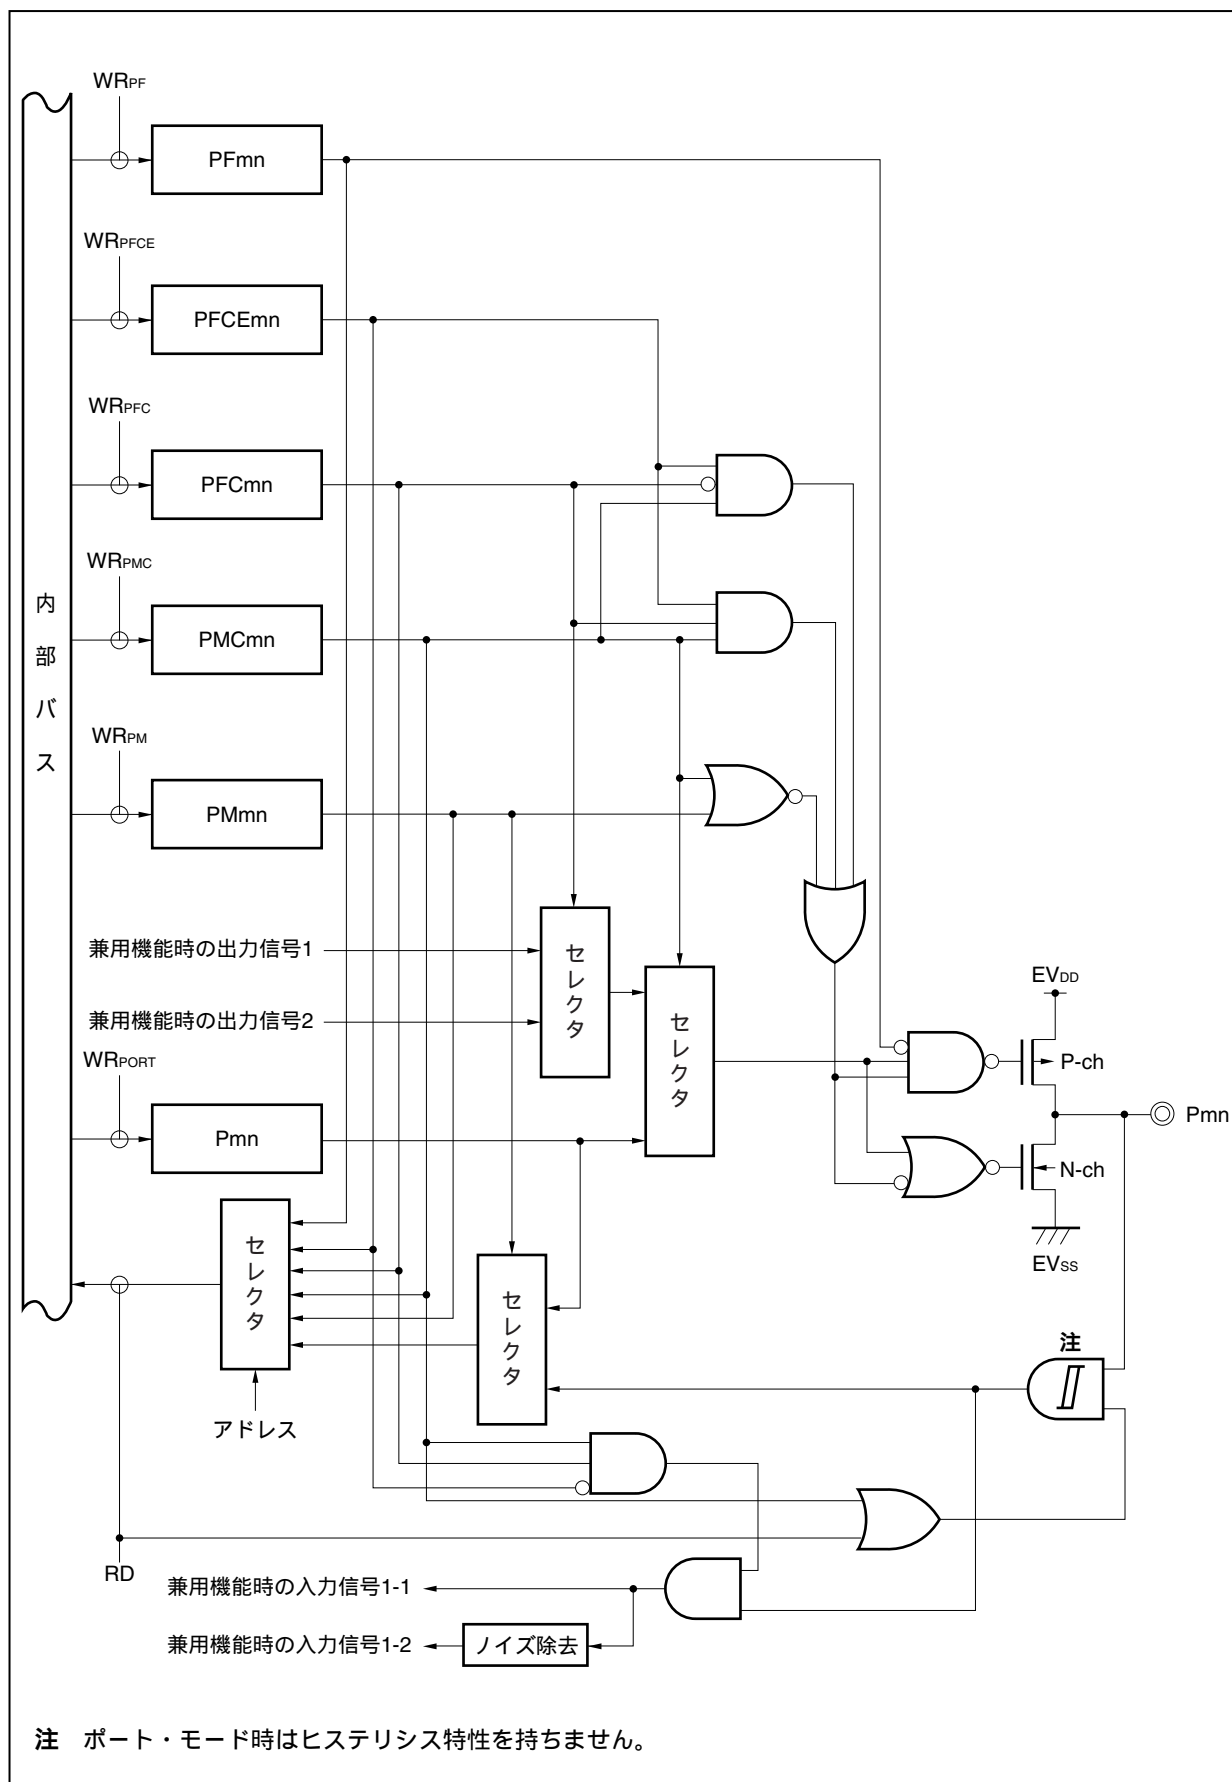 WRPF
PFmn
WRPFCE
PFCEmn
WRPFC
PFCmn
WRPMC
PMCmn
内部バス
WRPM
PMmn
兼用機能時の出力信号1
セレクタ
兼用機能時の出力信号2
セレクタ
EVDD
P-ch
WRPORT
Pmn
Pmn
N-ch
EVSS
セレクタ
セレクタ
アドレス
注
RD
兼用機能時の入力信号1-1
兼用機能時の入力信号1-2
ノイズ除去
注 ポート・モード時はヒステリシス特性を持ちません。